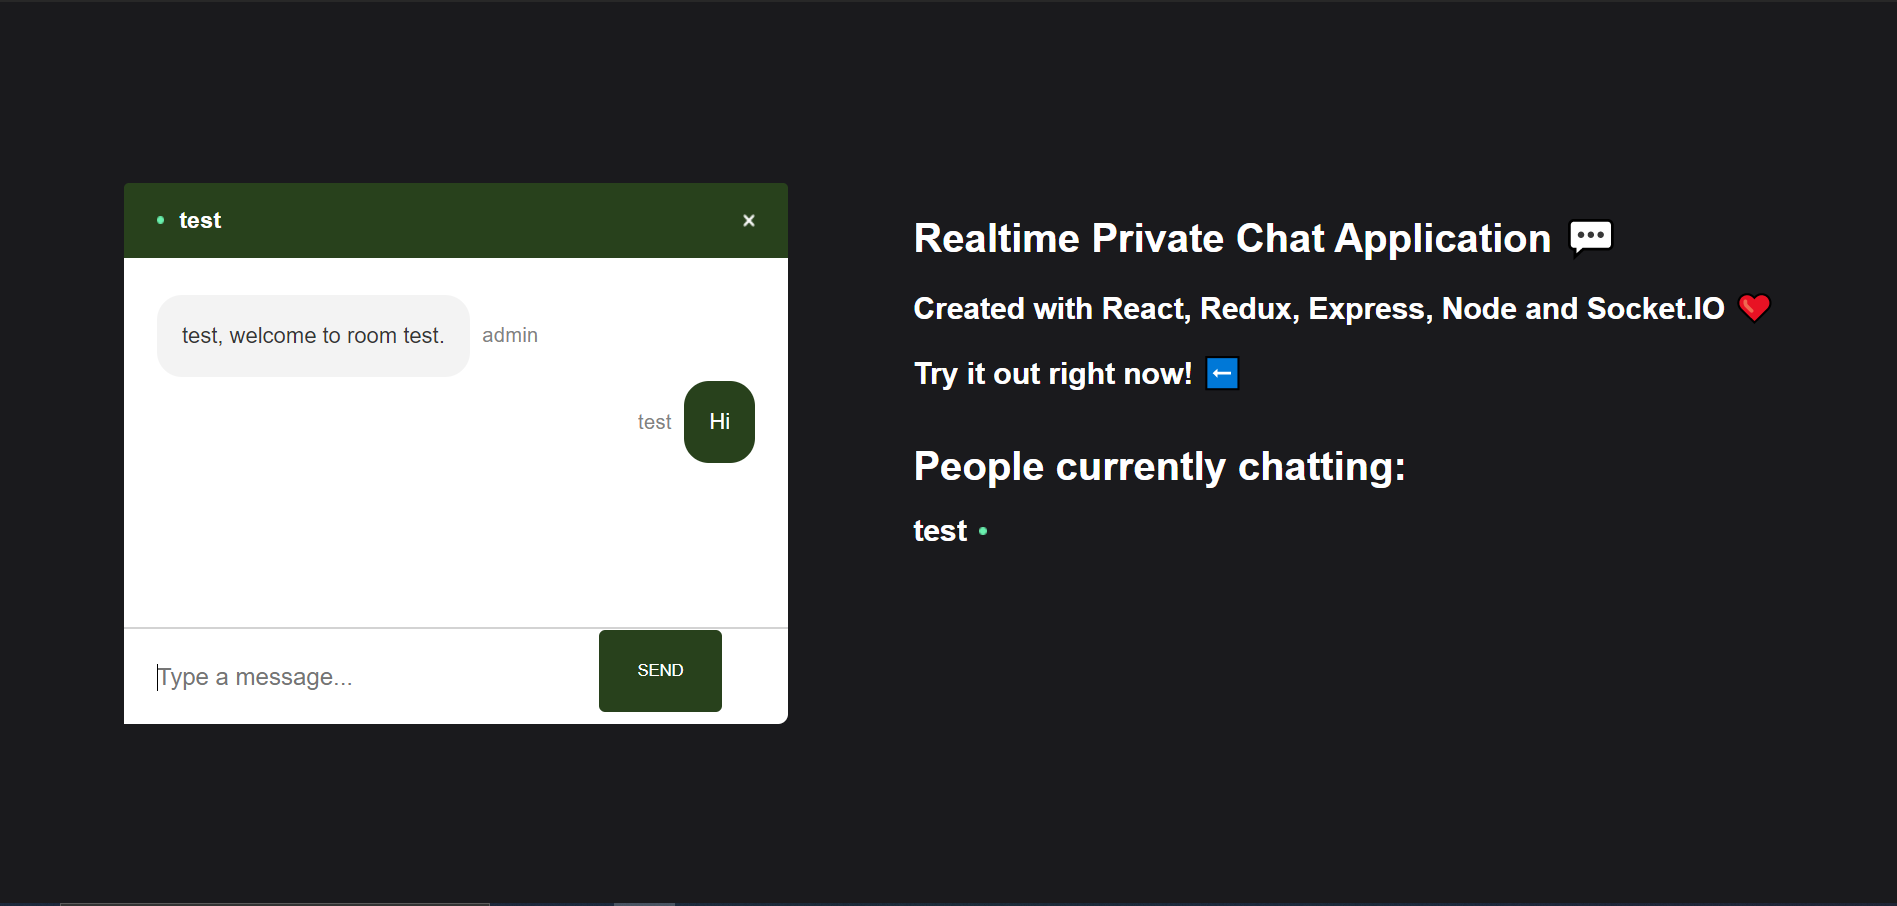 test
test, welcome to room test.
admin
test
Hi
Type a message...
SEND
Realtime Private Chat Application 💬
Created with React, Redux, Express, Node and Socket.IO ❤️
Try it out right now! ⬅️
People currently chatting:
test